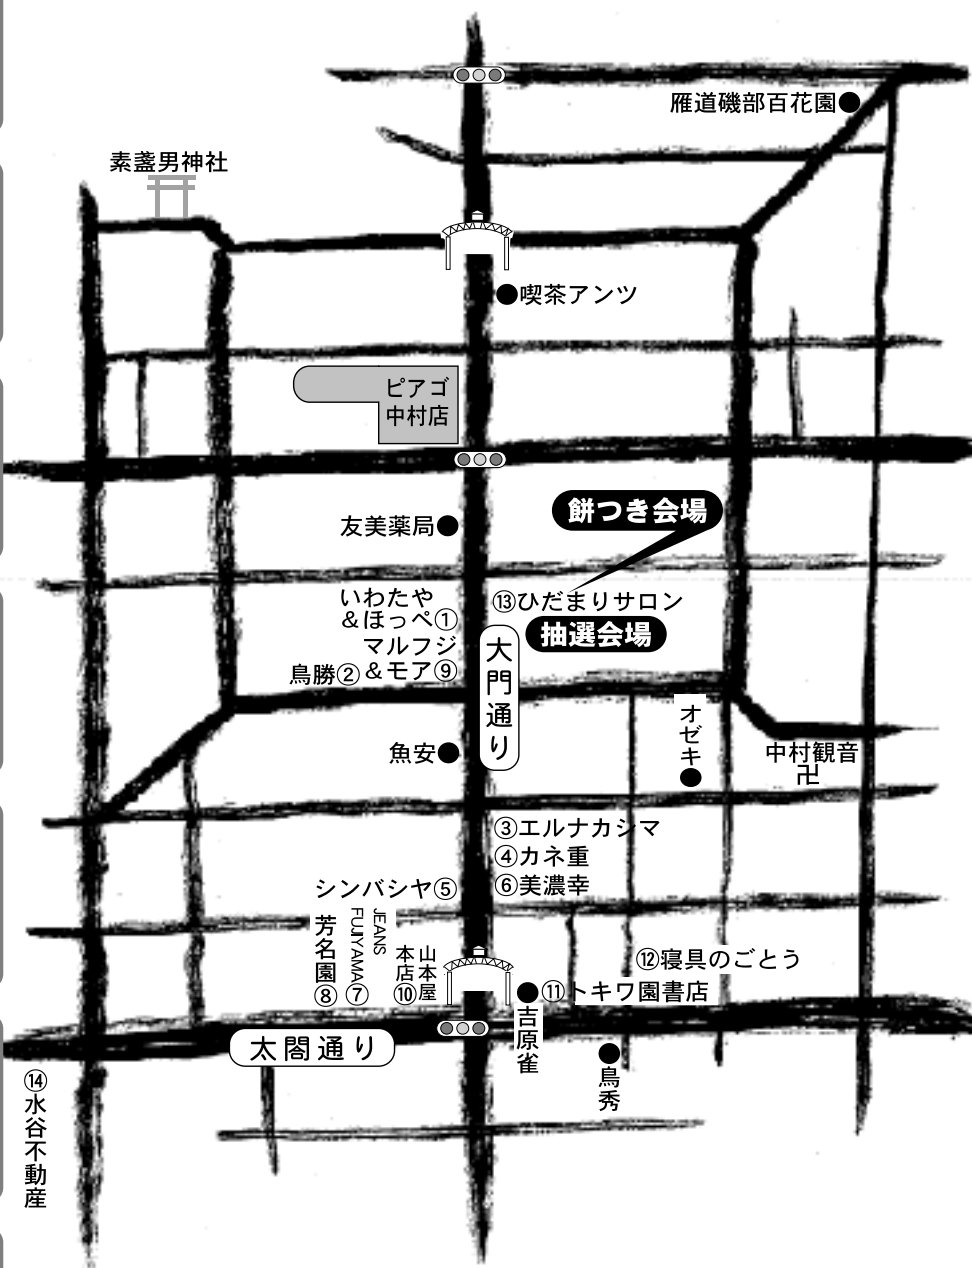 雁道磯部百花園
素盞男神社
喫茶アンツ
ピアゴ
中村店
餅つき会場
友美薬局
いわたや
&ほっぺ①
⑬ひだまりサロン
抽選会場
マルフジ
&モア⑨
鳥勝②
大門通り
オゼキ
魚安
中村観音
卍
③エルナカシマ
④カネ重
⑥美濃幸
シンバシヤ⑤
芳名園⑧
JEANS
FUJIYAMA⑦
山本屋
本店⑩
⑫寝具のごとう
⑪トキワ園書店
吉原雀
太閤通り
鳥秀
⑭水谷不動産